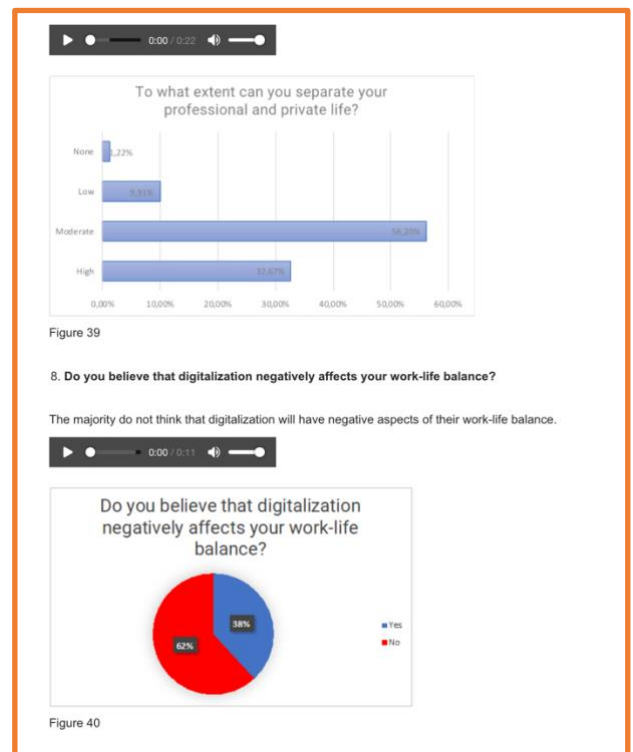 0:00 / 0:22
To what extent can you separate your
professional and private life?
None 1,22%
Low 9,91%
Moderate 56,20%
High 32,67%
0,00% 10,00% 20,00% 30,00% 40,00% 50,00% 60,00%
Figure 39
8. Do you believe that digitalization negatively affects your work-life balance?
The majority do not think that digitalization will have negative aspects of their work-life balance.
0:00 / 0:11
Do you believe that digitalization
negatively affects your work-life
balance?
38%
Yes
62%
No
Figure 40